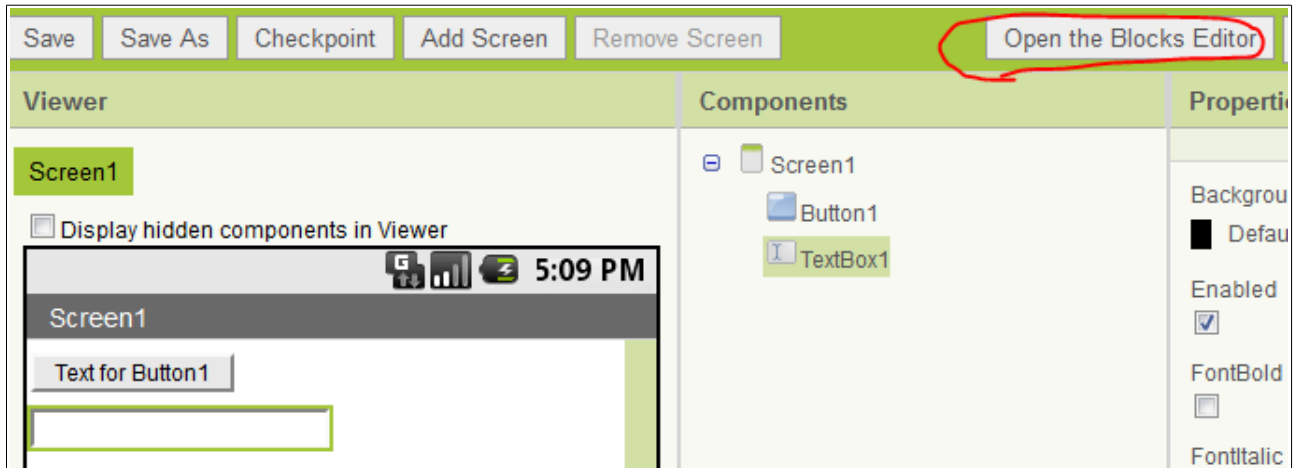 Save Save As Checkpoint Add Screen Remove Screen Open the Blocks Editor
Viewer Components
Screen1
Screen1
Button1
TextBox1
Display hidden components in Viewer
5:09 PM
Screen1
Text for Button1
Enabled
FontBold
FontItalic